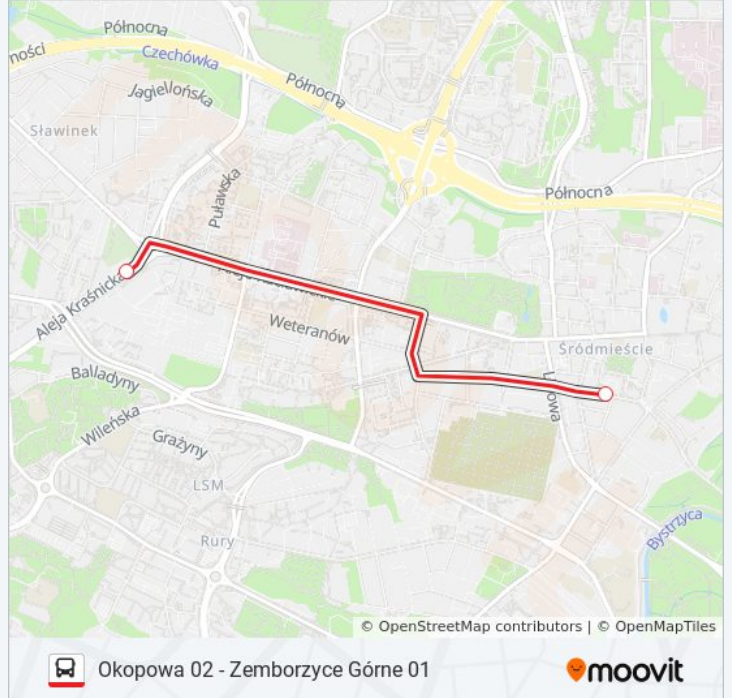 Północna
ności
Czechówka
Północna
Jagiellońska
Sławinek
Puławska
Północna
Aleja Kraśnicka
Weteranów
Śródmieście
Balladyny
Wileńska
Grażyny
LSM
Bystrzyca
Rury
© OpenStreetMap contributors | © OpenMapTiles
Okopowa 02 - Zemborzyce Górne 01
moovit